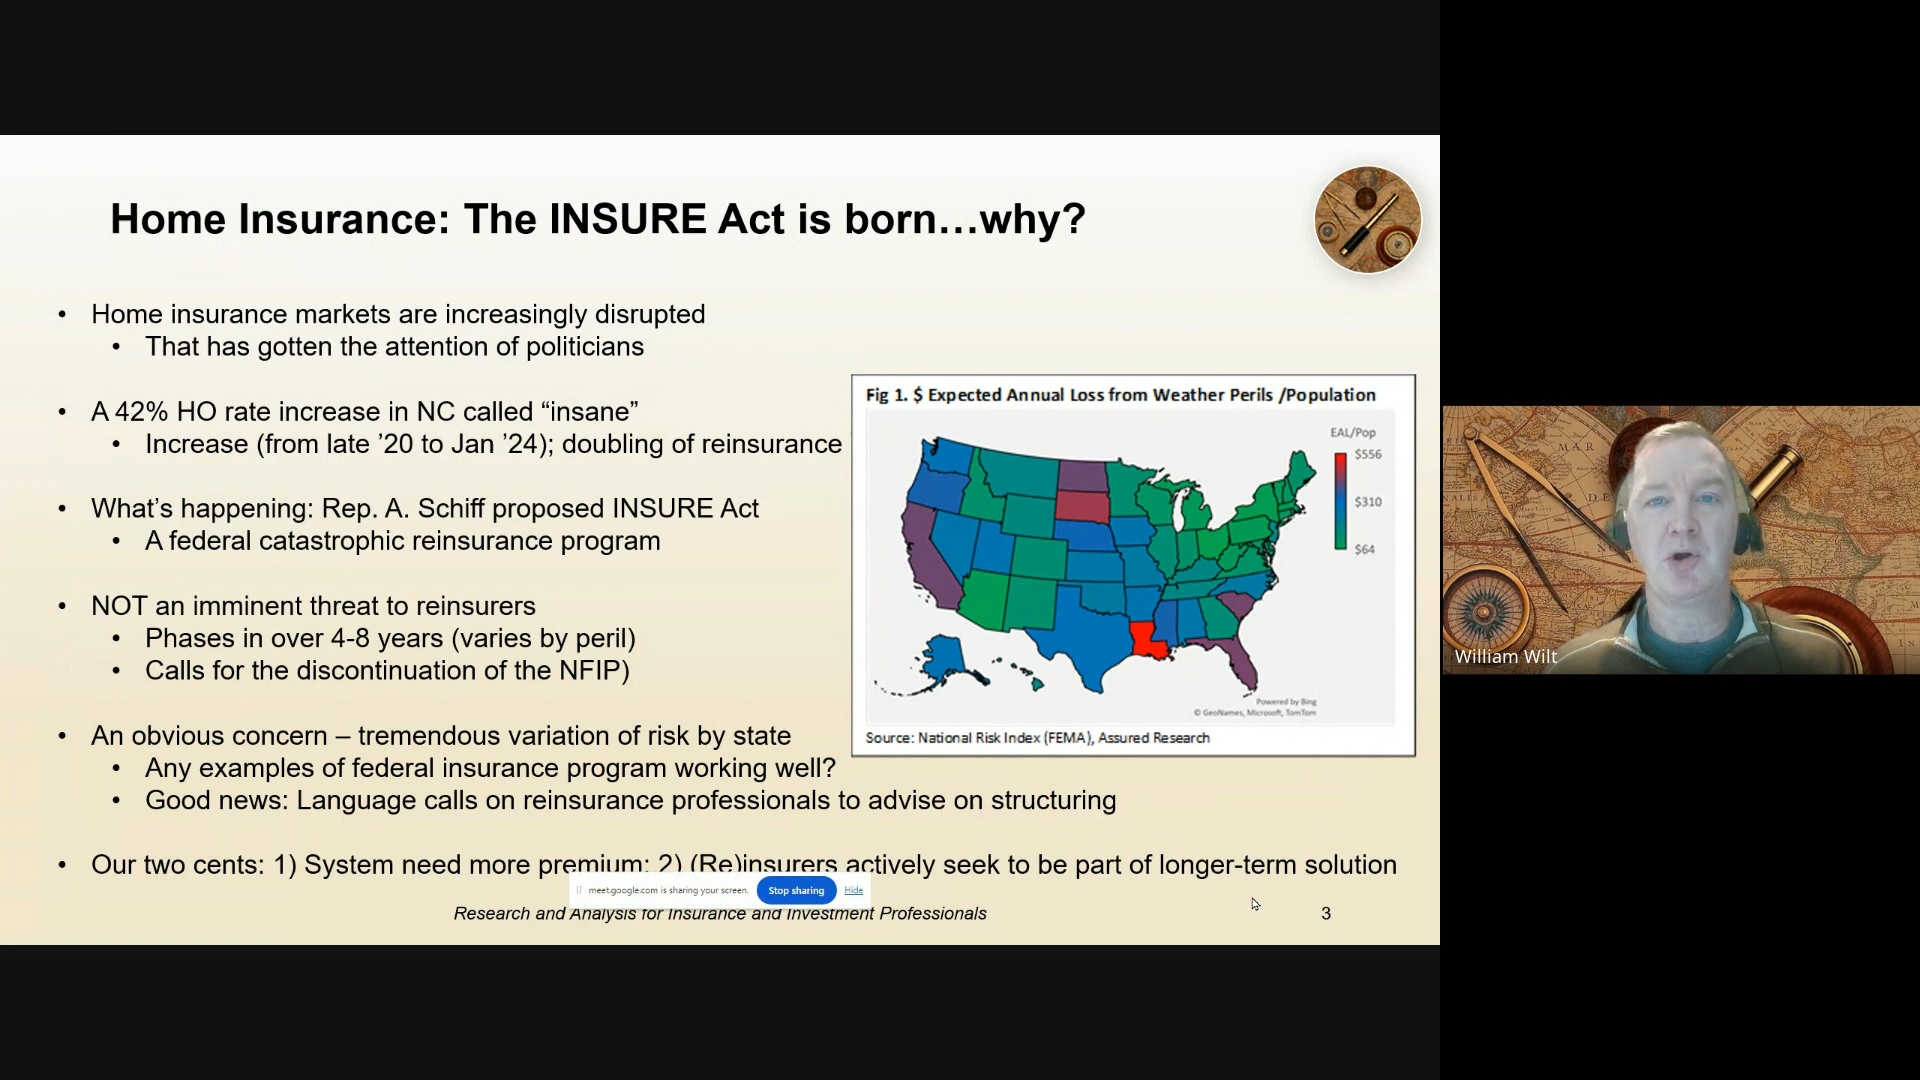 Home Insurance: The INSURE Act is born…why?
• Home insurance markets are increasingly disrupted
• That has gotten the attention of politicians
• A 42% HO rate increase in NC called “insane”
• Increase (from late ’20 to Jan ’24); doubling of reinsurance
• What’s happening: Rep. A. Schiff proposed INSURE Act
• A federal catastrophic reinsurance program
• NOT an imminent threat to reinsurers
• Phases in over 4-8 years (varies by peril)
• Calls for the discontinuation of the NFIP)
• An obvious concern – tremendous variation of risk by state
• Any examples of federal insurance program working well?
• Good news: Language calls on reinsurance professionals to advise on structuring
• Our two cents: 1) System need more premium; 2) (Re)insurers actively seek to be part of longer-term solution
Fig 1. $ Expected Annual Loss from Weather Perils /Population
EAL/Pop
$556
$310
$64
Powered by Bing
© GeoNames, Microsoft, TomTom
Source: National Risk Index (FEMA), Assured Research
meet.google.com is sharing your screen. Stop sharing Hide
Research and Analysis for Insurance and Investment Professionals
3
William Wilt